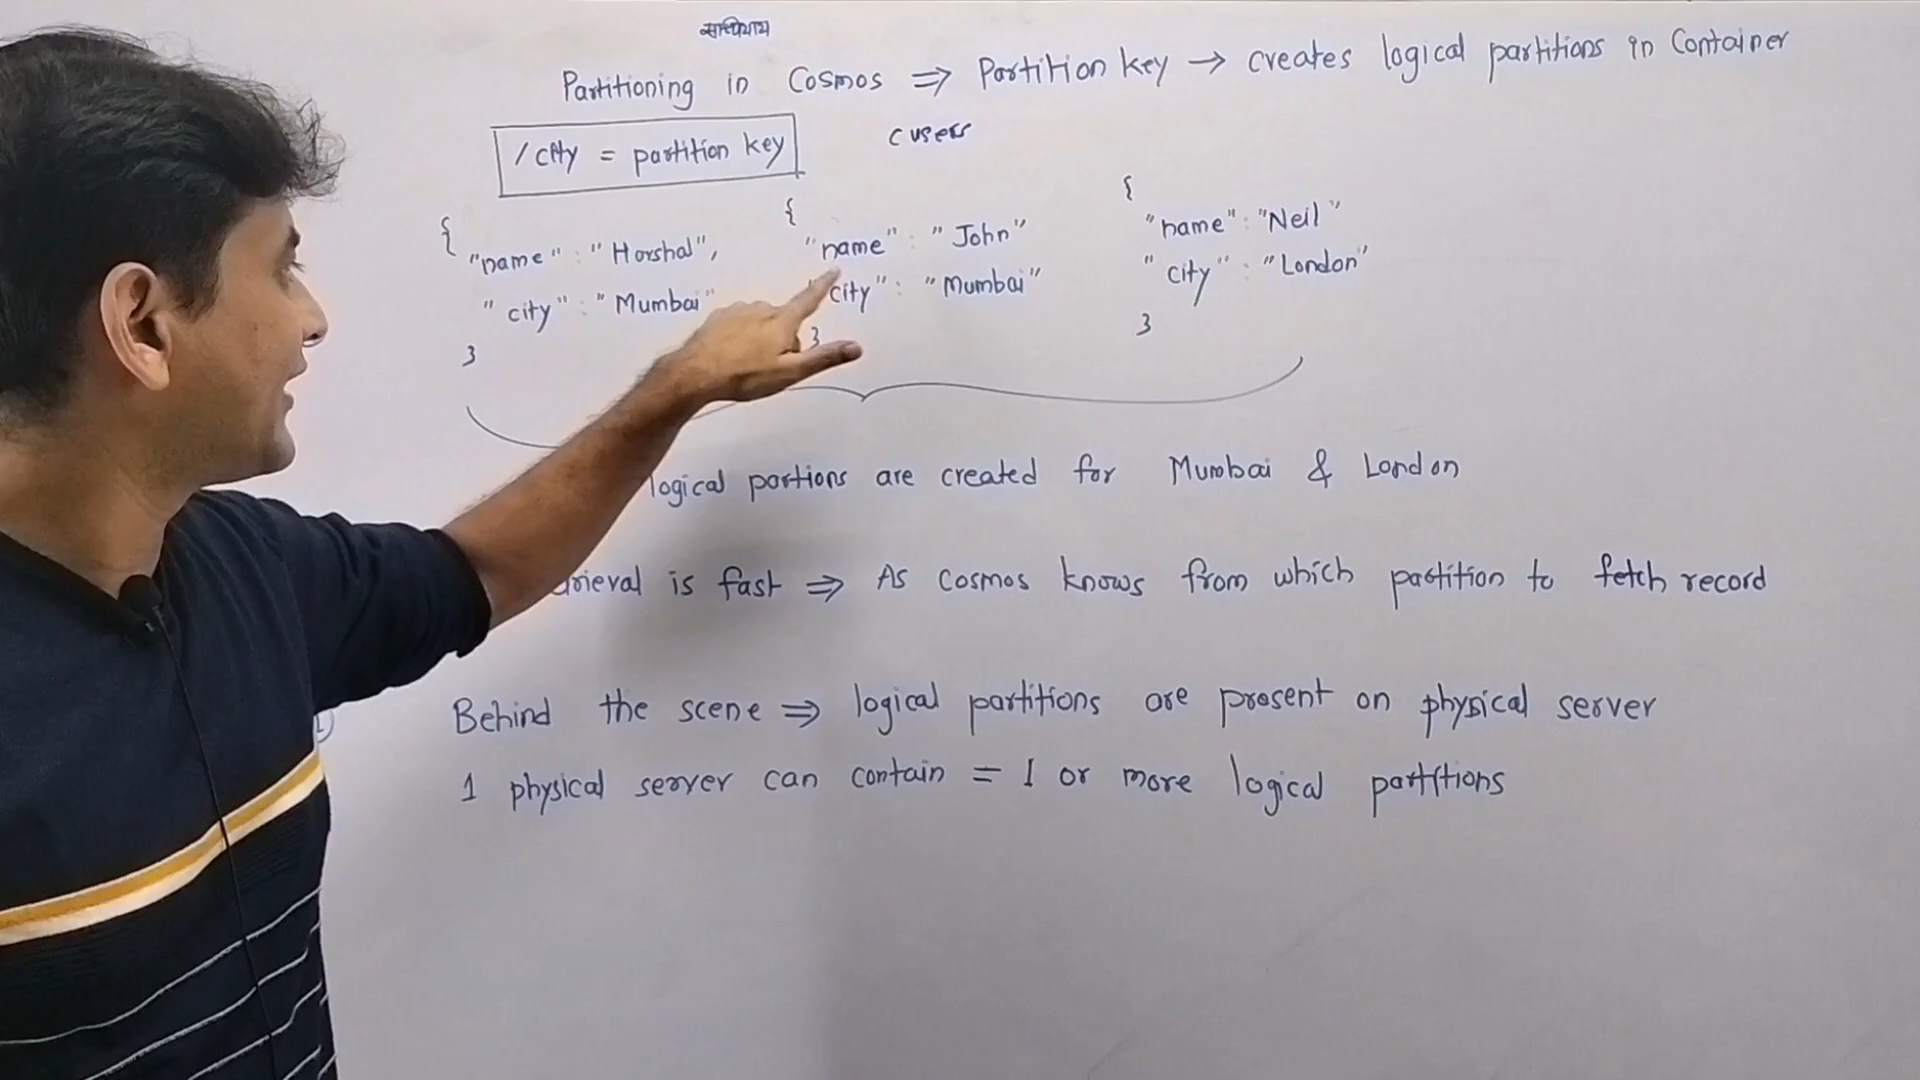 Partitioning in Cosmos ⇒ Partition key → creates logical partitions in Container
/city = partition key
cusers
{
"name" : "Harshal",
"city" : "Mumbai"
}
{
"name" : "John"
"city" : "Mumbai"
}
{
"name" : "Neil"
"city" : "London"
}
logical partions are created for Mumbai & London
is fast ⇒ As cosmos knows from which partition to fetch record
Behind the scene ⇒ logical partitions are present on physical server
1 physical server can contain = 1 or more logical partitions